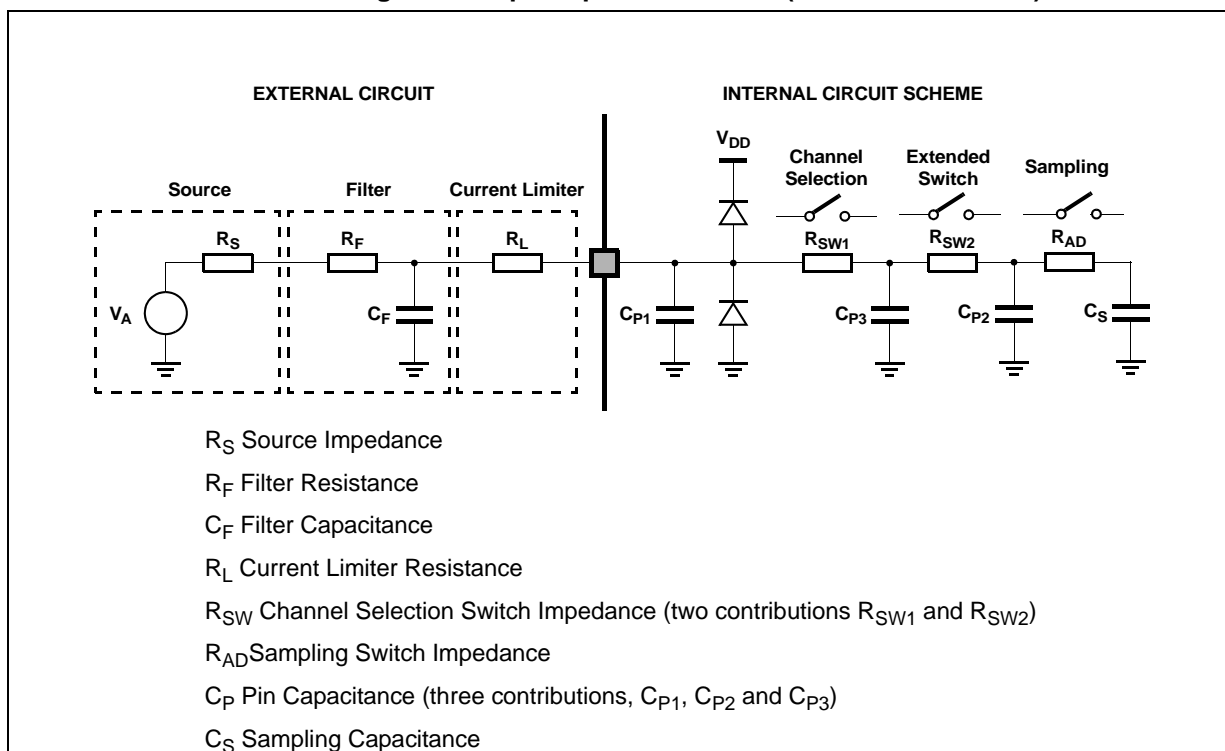 EXTERNAL CIRCUIT
INTERNAL CIRCUIT SCHEME
VDD
Channel
Selection
Extended
Switch
Sampling
Source
Filter
Current Limiter
RS
RF
RL
RSW1
RSW2
RAD
VA
CF
CP1
CP3
CP2
CS
RS Source Impedance
RF Filter Resistance
CF Filter Capacitance
RL Current Limiter Resistance
RSW Channel Selection Switch Impedance (two contributions RSW1 and RSW2)
RADSampling Switch Impedance
CP Pin Capacitance (three contributions, CP1, CP2 and CP3)
CS Sampling Capacitance